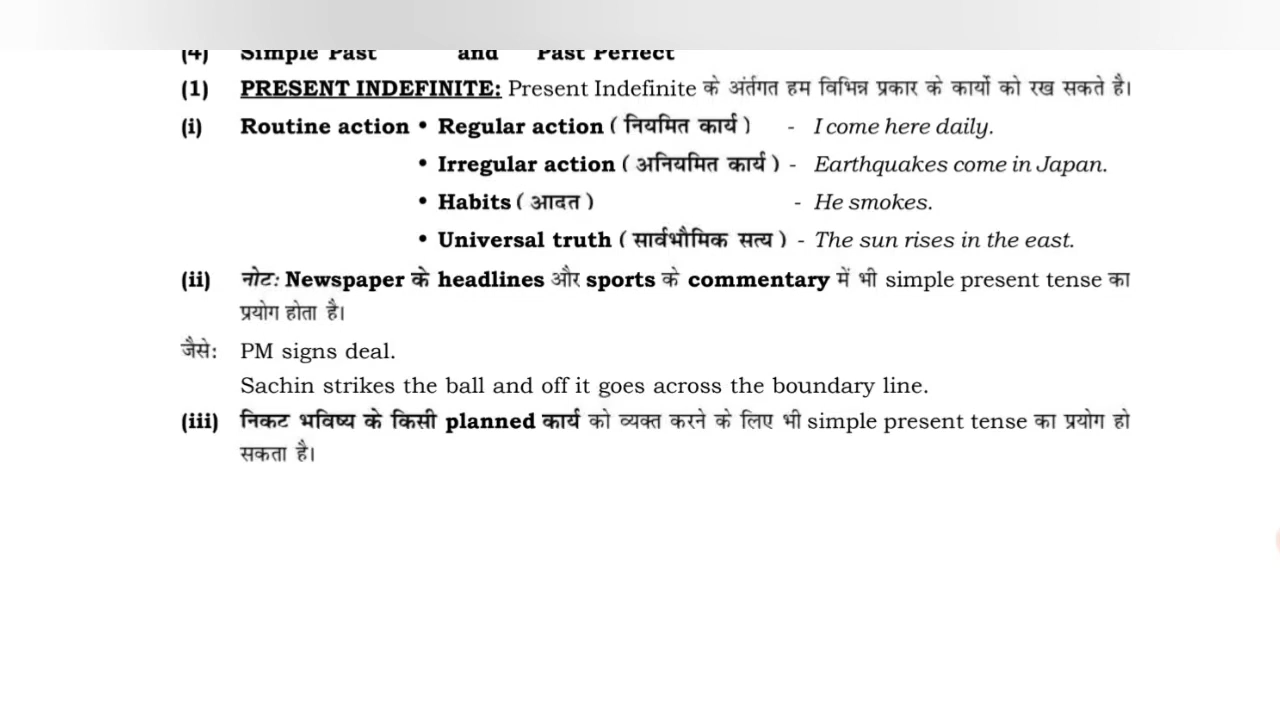 (4) Simple Past and Past Perfect
(1) PRESENT INDEFINITE: Present Indefinite के अंर्तगत हम विभिन्न प्रकार के कार्यो को रख सकते है।
(i) Routine action • Regular action ( नियमित कार्य ) - I come here daily.
• Irregular action ( अनियमित कार्य ) - Earthquakes come in Japan.
• Habits ( आदत ) - He smokes.
• Universal truth ( सार्वभौमिक सत्य ) - The sun rises in the east.
(ii) नोट: Newspaper के headlines और sports के commentary में भी simple present tense का
प्रयोग होता है।
जैसे: PM signs deal.
Sachin strikes the ball and off it goes across the boundary line.
(iii) निकट भविष्य के किसी planned कार्य को व्यक्त करने के लिए भी simple present tense का प्रयोग हो
सकता है।